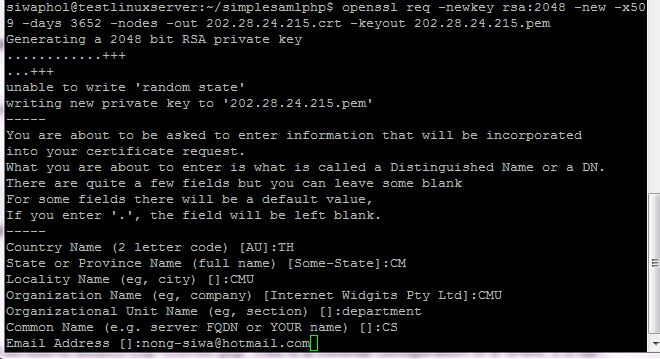 siwaphol@testlinuxserver:~/simplesamlphp$ openssl req -newkey rsa:2048 -new -x50
9 -days 3652 -nodes -out 202.28.24.215.crt -keyout 202.28.24.215.pem
Generating a 2048 bit RSA private key
............+++
...+++
unable to write 'random state'
writing new private key to '202.28.24.215.pem'
-----
You are about to be asked to enter information that will be incorporated
into your certificate request.
What you are about to enter is what is called a Distinguished Name or a DN.
There are quite a few fields but you can leave some blank
For some fields there will be a default value,
If you enter '.', the field will be left blank.
-----
Country Name (2 letter code) [AU]:TH
State or Province Name (full name) [Some-State]:CM
Locality Name (eg, city) []:CMU
Organization Name (eg, company) [Internet Widgits Pty Ltd]:CMU
Organizational Unit Name (eg, section) []:department
Common Name (e.g. server FQDN or YOUR name) []:CS
Email Address []:nong-siwa@hotmail.com